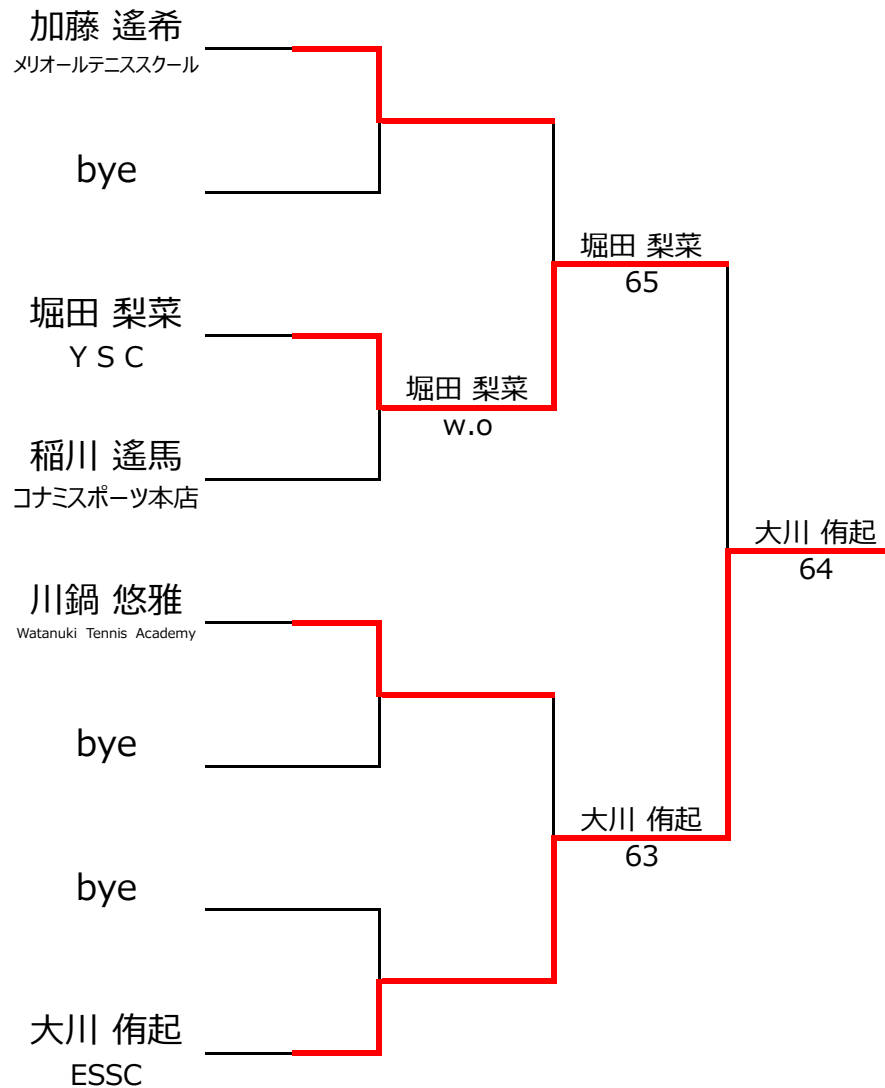 加藤 遙希
メリオールテニススクール
bye
堀田 梨菜
ＹＳＣ
稲川 遙馬
コナミスポーツ本店
川鍋 悠雅
Watanuki Tennis Academy
bye
bye
大川 侑起
ESSC
堀田 梨菜
w.o
堀田 梨菜
65
大川 侑起
63
大川 侑起
64